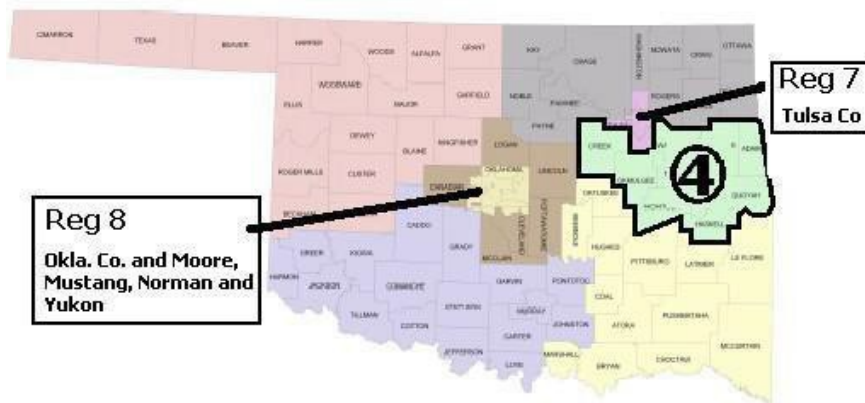 CIMARRON
TEXAS
BEAVER
HARPER
WOODS
ALFALFA
GRANT
KAY
OSAGE
WASHINGTON
NOWATA
CRAIG
OTTAWA
WOODWARD
ELLIS
MAJOR
GARFIELD
NOBLE
PAWNEE
ROGERS
Reg 7
Tulsa Co
DEWEY
BLAINE
KINGFISHER
LOGAN
PAYNE
CREEK
ADAIR
ROGER MILLS
CUSTER
CANADIAN
OKLAHOMA
LINCOLN
OKMULGEE
4
SEQUOYAH
HASKELL
Reg 8
Okla. Co. and Moore,
Mustang, Norman and
Yukon
BECKHAM
CADDO
GRADY
MCCLAIN
CLEVELAND
POTTAWATOMIE
SEMINOLE
OKFUSKEE
HUGHES
PITTSBURG
LATIMER
LE FLORE
GREER
KIOWA
HARMON
JACKSON
COMANCHE
TILLMAN
COTTON
STEPHENS
GARVIN
MURRAY
PONTOTOC
JOHNSTON
COAL
ATOKA
PUSHMATAHA
MCCURTAIN
JEFFERSON
CARTER
LOVE
MARSHALL
BRYAN
CHOCTAW